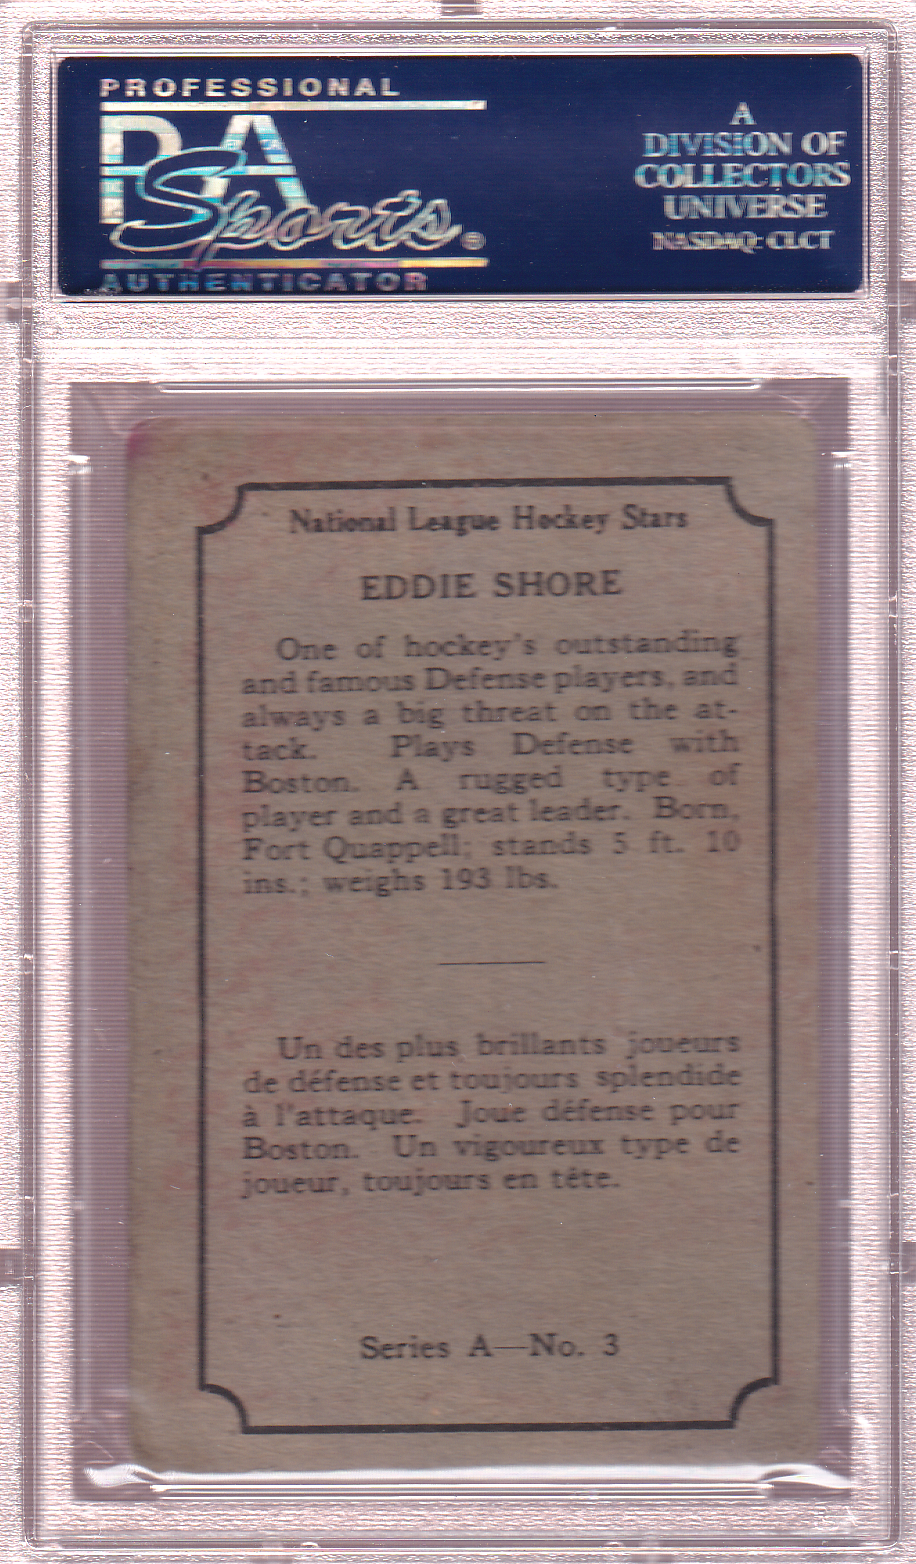 PROFESSIONAL
PSA
Sports®
AUTHENTICATOR
A
DIVISION OF
COLLECTORS
UNIVERSE
NASDAQ: CLCT
National League Hockey Stars
EDDIE SHORE
One of hockey's outstanding
and famous Defense players, and
always a big threat on the at-
tack. Plays Defense with
Boston. A rugged type of
player and a great leader. Born,
Fort Quappell; stands 5 ft. 10
ins.; weighs 193 lbs.
Un des plus brillants joueurs
de défense et toujours splendide
à l'attaque. Joue défense pour
Boston. Un vigoureux type de
joueur, toujours en tête.
Series A—No. 3